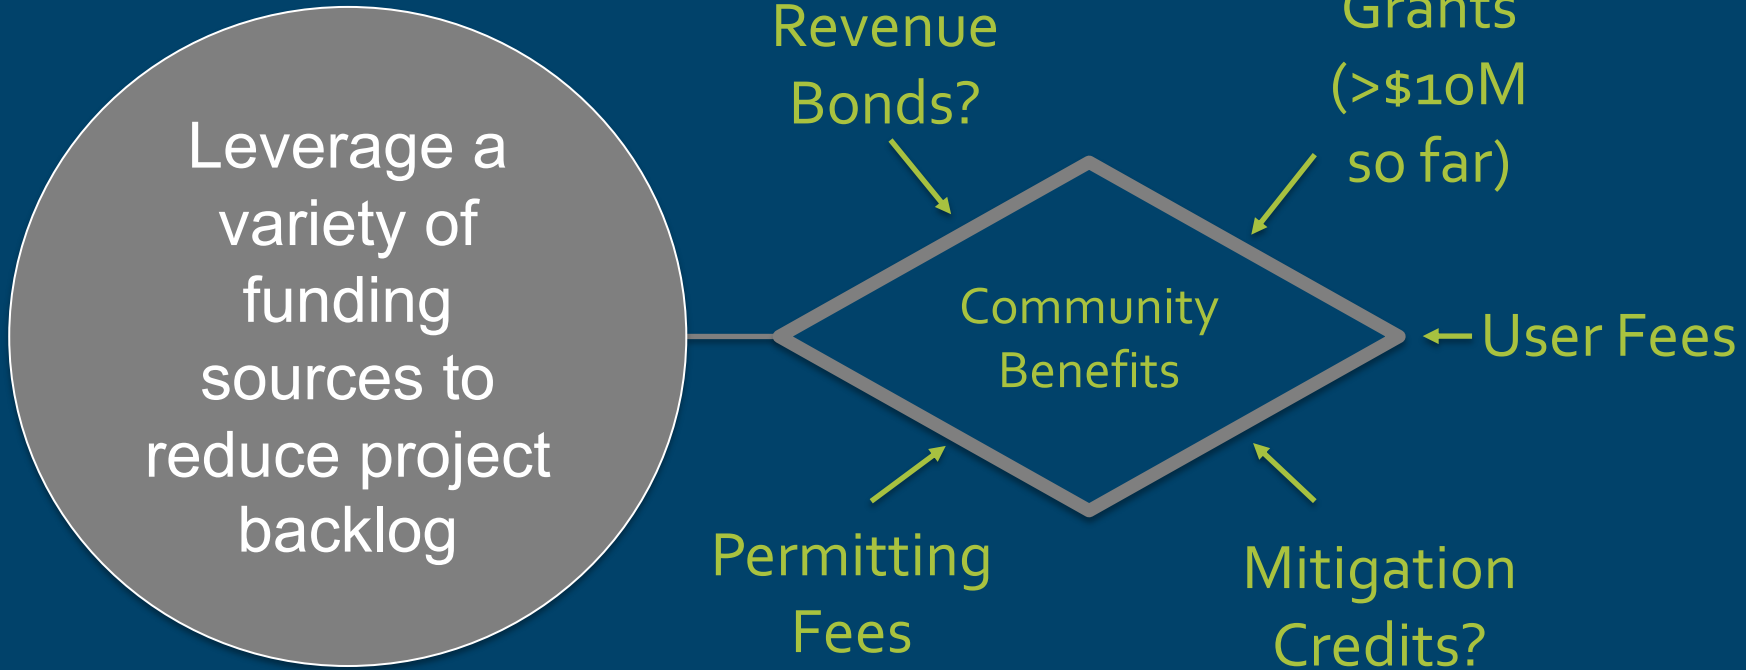 Leverage a
variety of
funding
sources to
reduce project
backlog
Revenue
Bonds?
Grants
(>$10M
so far)
Community
Benefits
User Fees
Permitting
Fees
Mitigation
Credits?